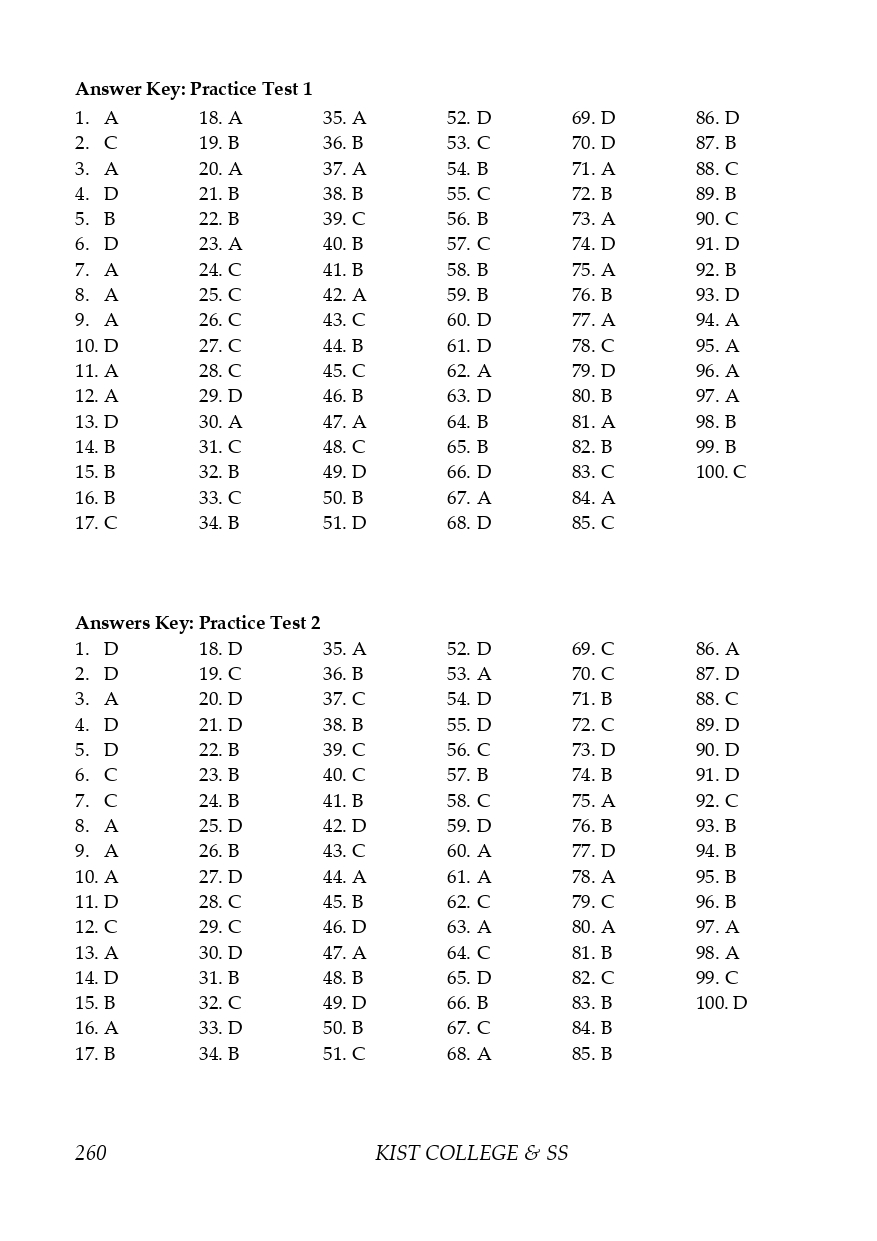 Answer Key: Practice Test 1
1. A 18. A 35. A 52. D 69. D 86. D
2. C 19. B 36. B 53. C 70. D 87. B
3. A 20. A 37. A 54. B 71. A 88. C
4. D 21. B 38. B 55. C 72. B 89. B
5. B 22. B 39. C 56. B 73. A 90. C
6. D 23. A 40. B 57. C 74. D 91. D
7. A 24. C 41. B 58. B 75. A 92. B
8. A 25. C 42. A 59. B 76. B 93. D
9. A 26. C 43. C 60. D 77. A 94. A
10. D 27. C 44. B 61. D 78. C 95. A
11. A 28. C 45. C 62. A 79. D 96. A
12. A 29. D 46. B 63. D 80. B 97. A
13. D 30. A 47. A 64. B 81. A 98. B
14. B 31. C 48. C 65. B 82. B 99. B
15. B 32. B 49. D 66. D 83. C 100. C
16. B 33. C 50. B 67. A 84. A
17. C 34. B 51. D 68. D 85. C
Answers Key: Practice Test 2
1. D 18. D 35. A 52. D 69. C 86. A
2. D 19. C 36. B 53. A 70. C 87. D
3. A 20. D 37. C 54. D 71. B 88. C
4. D 21. D 38. B 55. D 72. C 89. D
5. D 22. B 39. C 56. C 73. D 90. D
6. C 23. B 40. C 57. B 74. B 91. D
7. C 24. B 41. B 58. C 75. A 92. C
8. A 25. D 42. D 59. D 76. B 93. B
9. A 26. B 43. C 60. A 77. D 94. B
10. A 27. D 44. A 61. A 78. A 95. B
11. D 28. C 45. B 62. C 79. C 96. B
12. C 29. C 46. D 63. A 80. A 97. A
13. A 30. D 47. A 64. C 81. B 98. A
14. D 31. B 48. B 65. D 82. C 99. C
15. B 32. C 49. D 66. B 83. B 100. D
16. A 33. D 50. B 67. C 84. B
17. B 34. B 51. C 68. A 85. B
260 KIST COLLEGE & SS